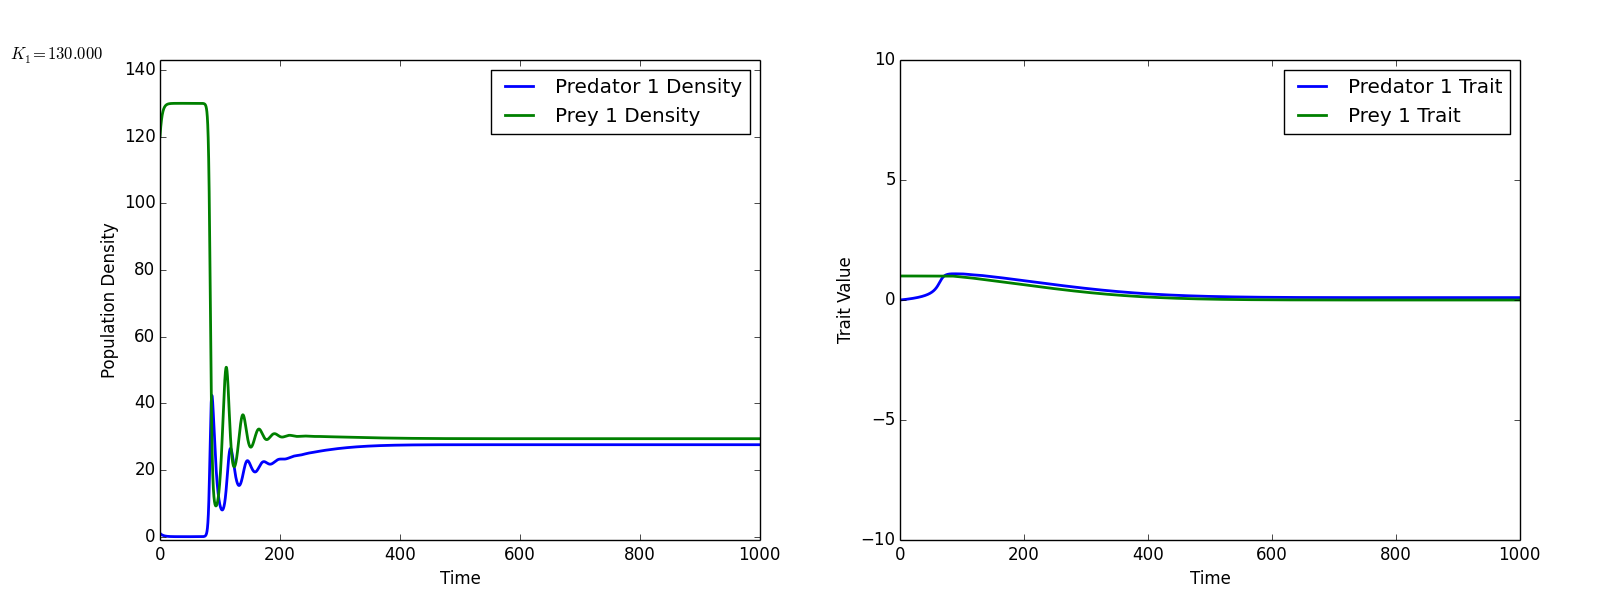 K₁ = 130.000
Population Density
140
120
100
80
60
40
20
0
0 200 400 600 800 1000
Time
Predator 1 Density
Prey 1 Density
Trait Value
10
5
0
−5
−10
0 200 400 600 800 1000
Time
Predator 1 Trait
Prey 1 Trait